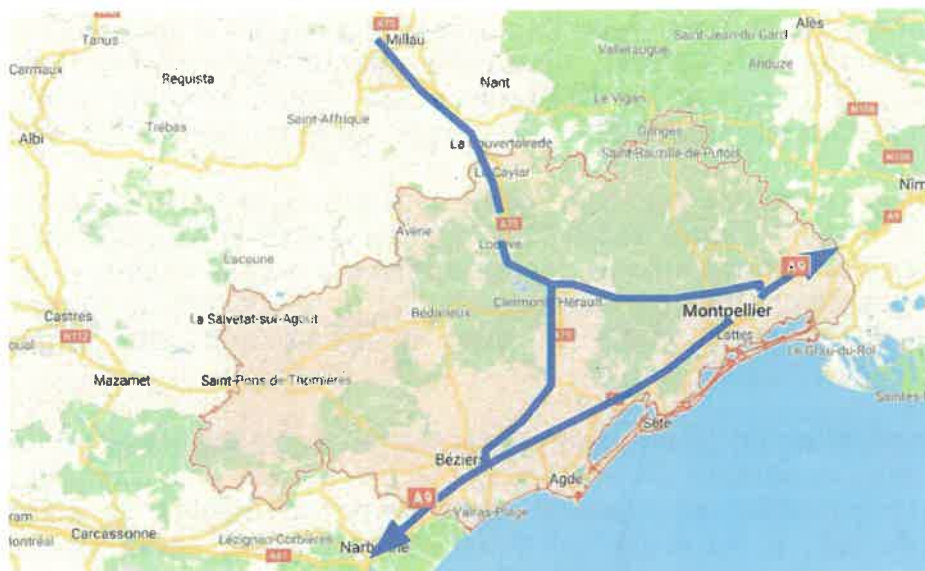 A75
Alès
Tanus
Millau
Saint-Jean-du-Gard
Valleraugue
Anduze
Carmaux
Requista
Nant
Le Vigan
N106
Saint-Affrique
Trébas
Albi
La Couvertoirade
Ganges
Saint-Bauzille-de-Putois
Le Caylar
N106
Nîm
A9
A75
Avène
Lodève
Lacaune
A9
Clermont-l'Hérault
Castres
La Salvetat-sur-Agout
Bédarieux
Montpellier
N112
A75
Lattes
Le Grau-du-Roi
Mazamet
Saint-Pons de Thomières
Saintes-
Sète
Béziers
Agde
A9
Valras-Plage
Carcassonne
Montréal
Lézignan-Corbières
Narbonne
A61